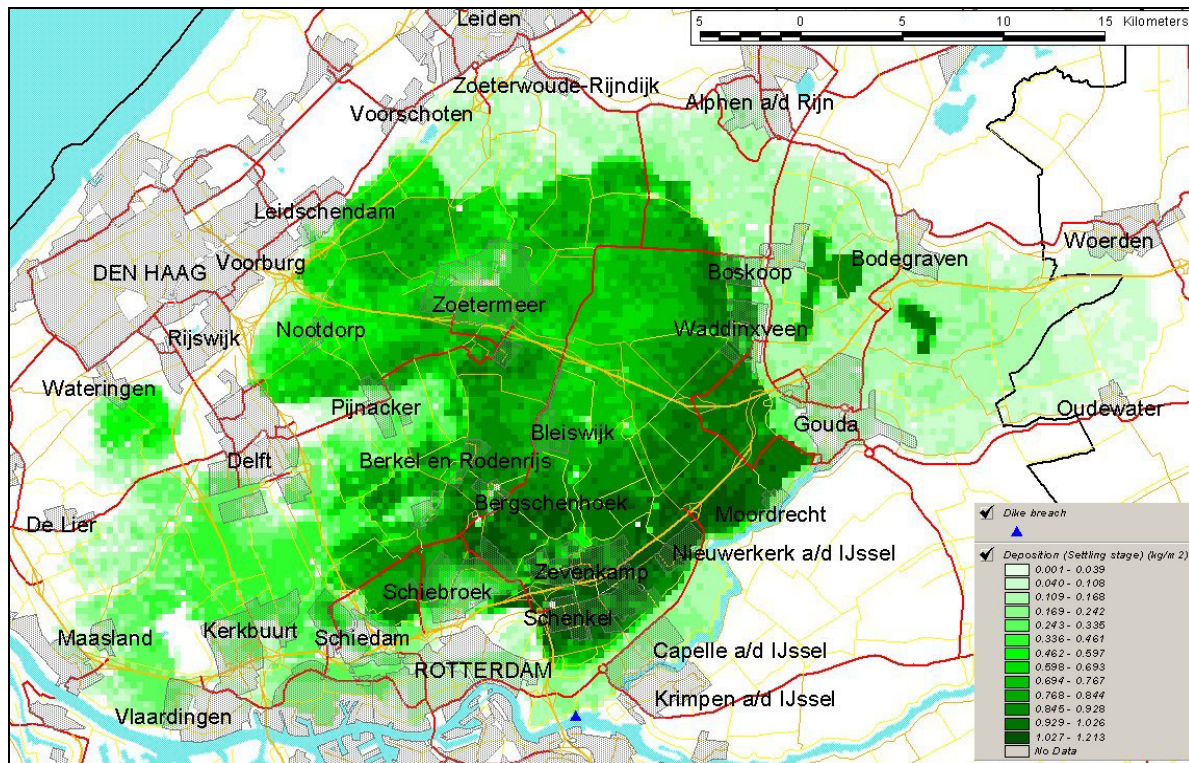 Leiden
5 0 5 10 15 Kilometers
Zoeterwoude-Rijndijk
Voorschoten
Alphen a/d Rijn
Leidschendam
DEN HAAG
Voorburg
Boskoop
Bodegraven
Woerden
Zoetermeer
Rijswijk
Nootdorp
Waddinxveen
Wateringen
Pijnacker
Gouda
Oudewater
Bleiswijk
Delft
Berkel en Rodenrijs
Bergschenhoek
De Lier
Moordrecht
Nieuwerkerk a/d IJssel
Zevenkamp
Schiebroek
Schenkel
Maasland
Kerkbuurt
Schiedam
Capelle a/d IJssel
ROTTERDAM
Krimpen a/d IJssel
Vlaardingen
Dike breach
Deposition (Settling stage) (kg/m 2)
0.001 - 0.039
0.040 - 0.108
0.109 - 0.168
0.169 - 0.242
0.243 - 0.335
0.336 - 0.461
0.462 - 0.597
0.598 - 0.693
0.694 - 0.767
0.768 - 0.844
0.845 - 0.928
0.929 - 1.026
1.027 - 1.213
No Data